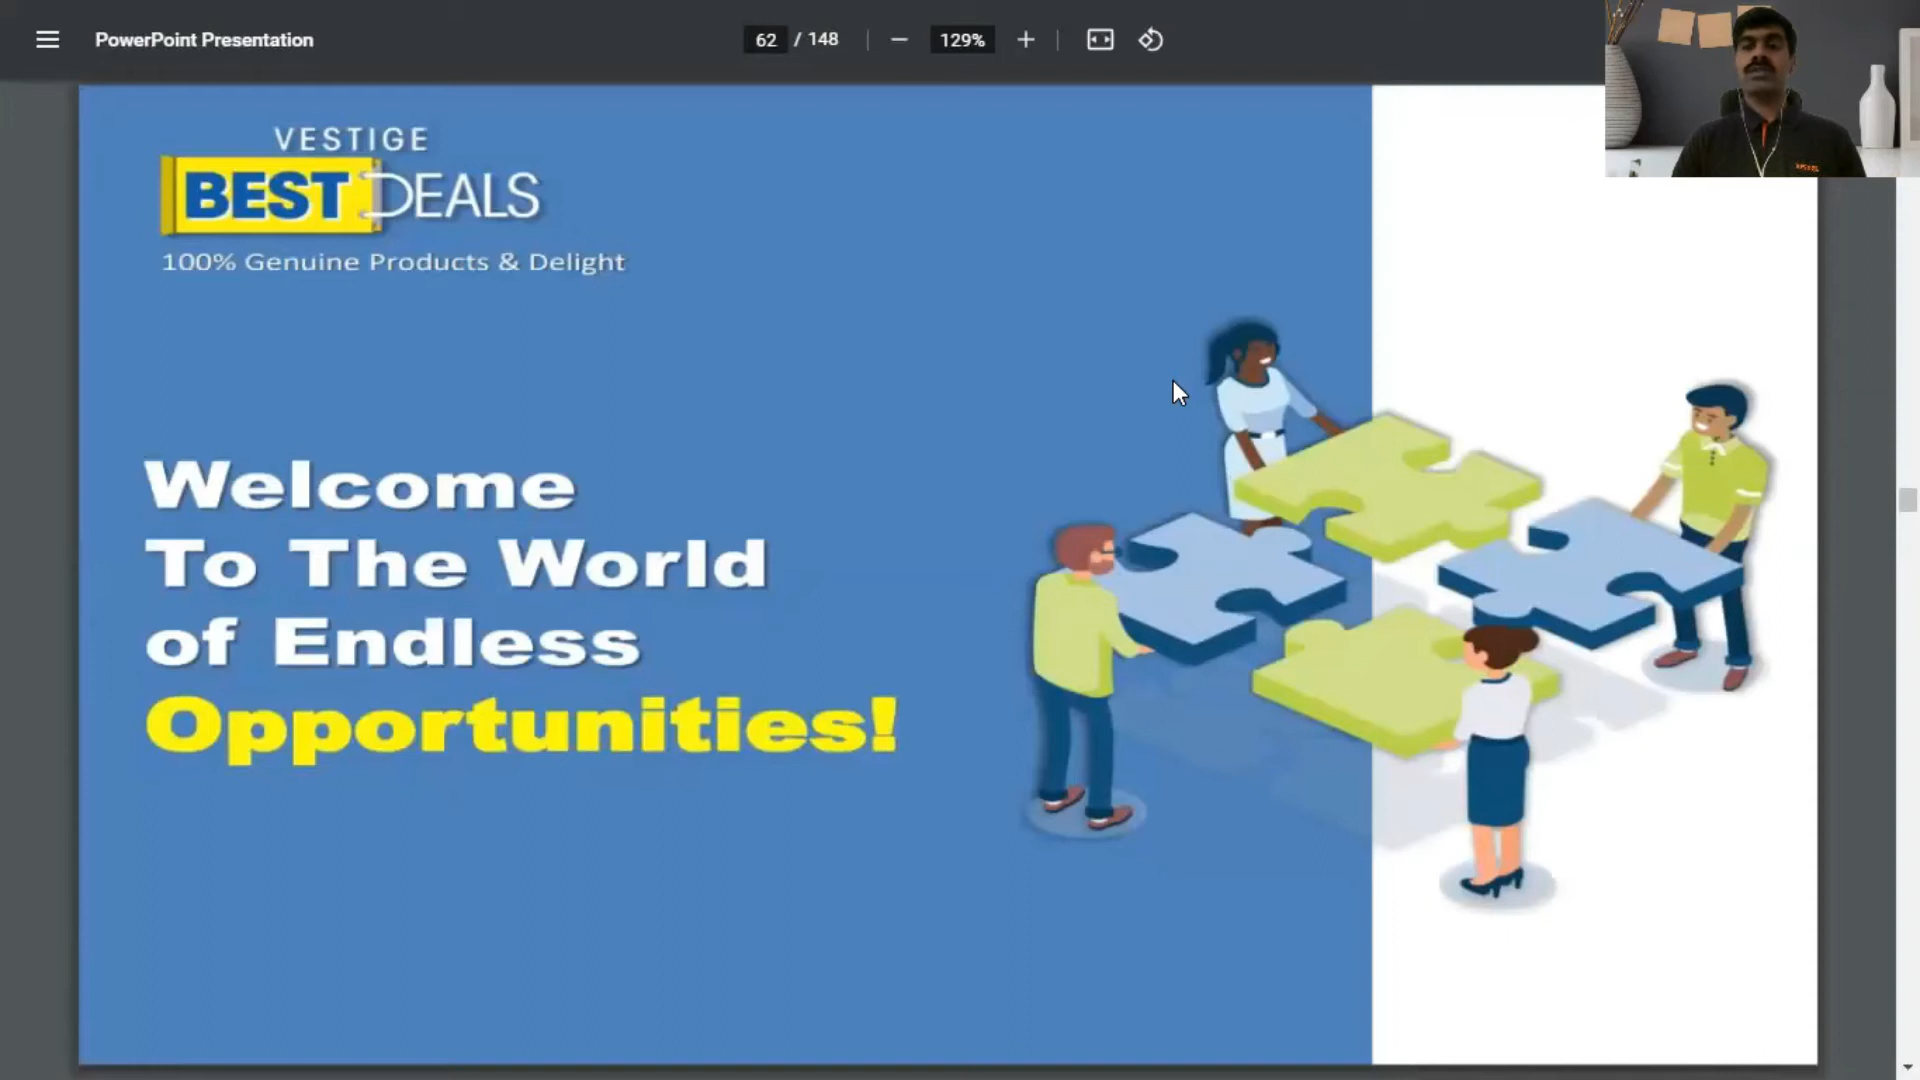 PowerPoint Presentation
62 / 148
129%
VESTIGE
BEST DEALS
100% Genuine Products & Delight
Welcome
To The World
of Endless
Opportunities!